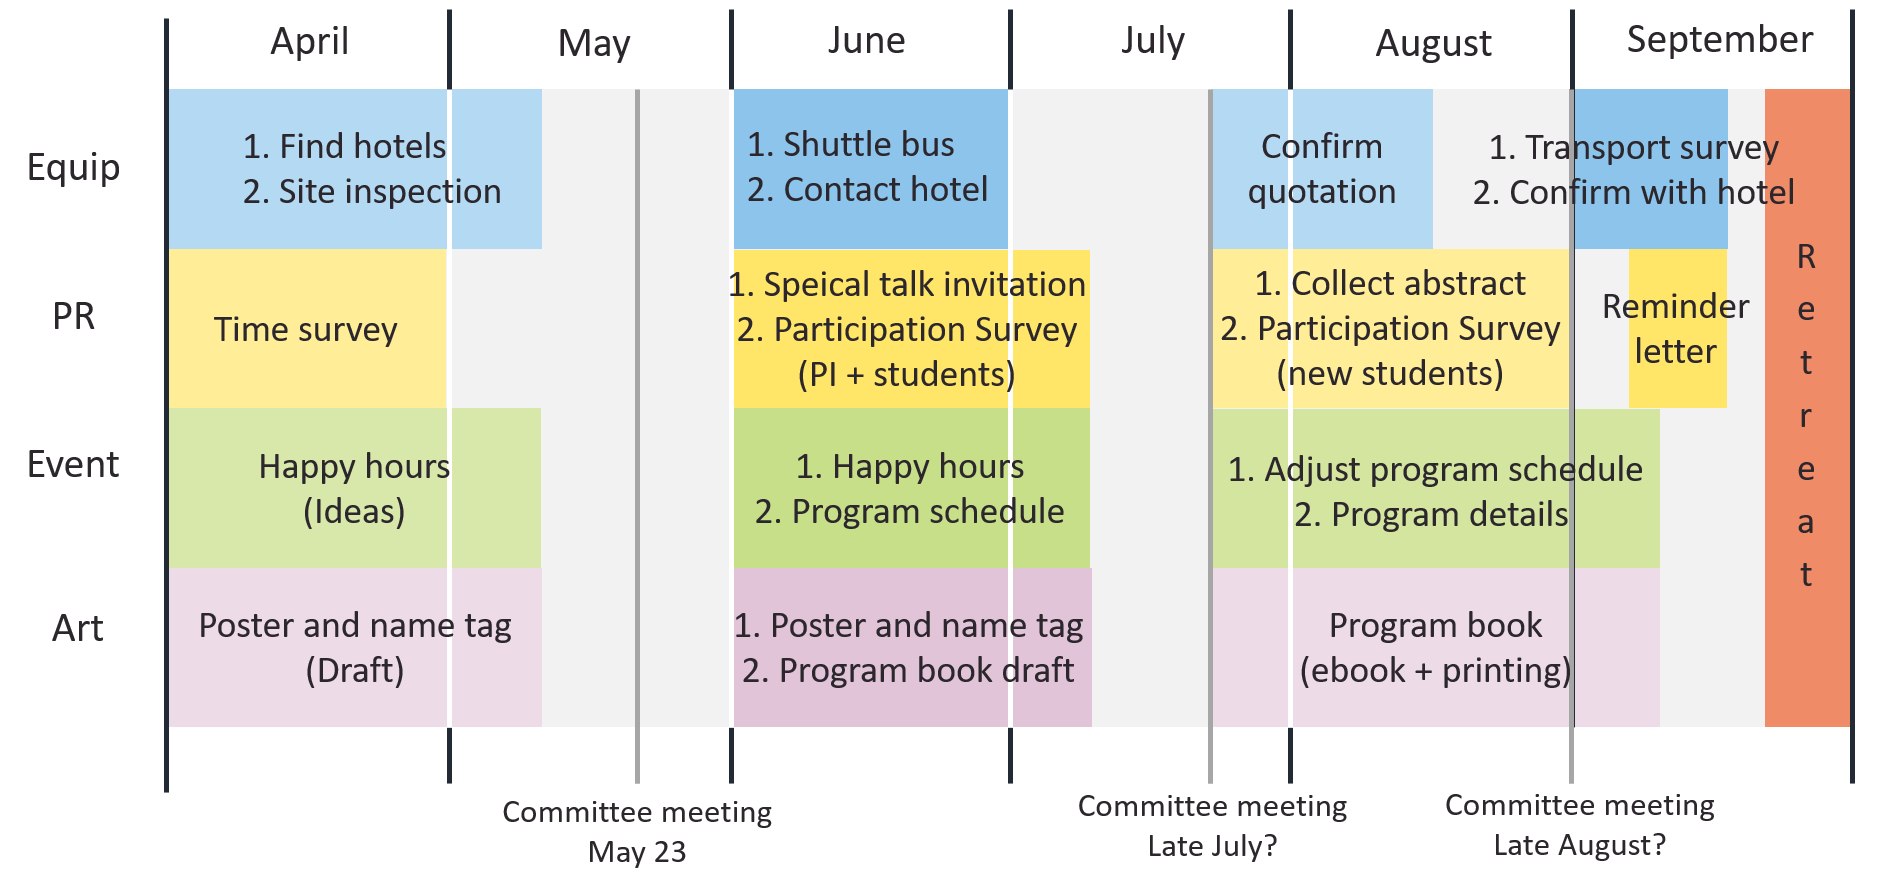 April
May
June
July
August
September
Equip
1. Find hotels
2. Site inspection
1. Shuttle bus
2. Contact hotel
Confirm
quotation
1. Transport survey
2. Confirm with hotel
PR
Time survey
1. Speical talk invitation
2. Participation Survey
(PI + students)
1. Collect abstract
2. Participation Survey
(new students)
Reminder
letter
Event
Happy hours
(Ideas)
1. Happy hours
2. Program schedule
1. Adjust program schedule
2. Program details
Art
Poster and name tag
(Draft)
1. Poster and name tag
2. Program book draft
Program book
(ebook + printing)
Retreat
Committee meeting
May 23
Committee meeting
Late July?
Committee meeting
Late August?